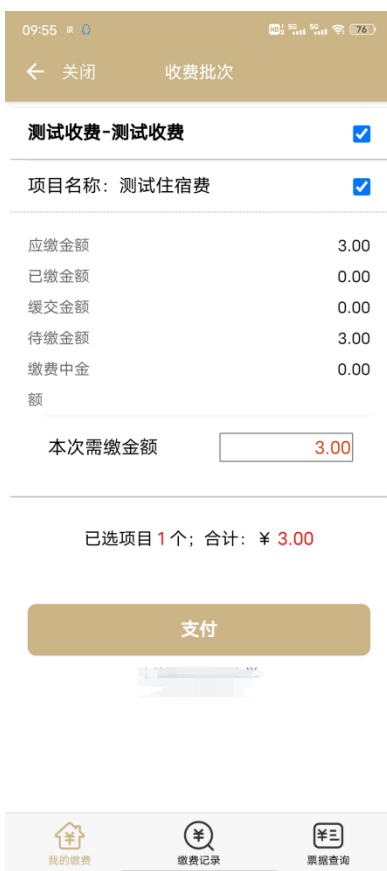 09:55
HD 5G 5G 76
关闭 收费批次
测试收费-测试收费
项目名称：测试住宿费
应缴金额 3.00
已缴金额 0.00
缓交金额 0.00
待缴金额 3.00
缴费中金额 0.00
本次需缴金额 3.00
已选项目1个；合计：￥3.00
支付
我的缴费 缴费记录 票据查询